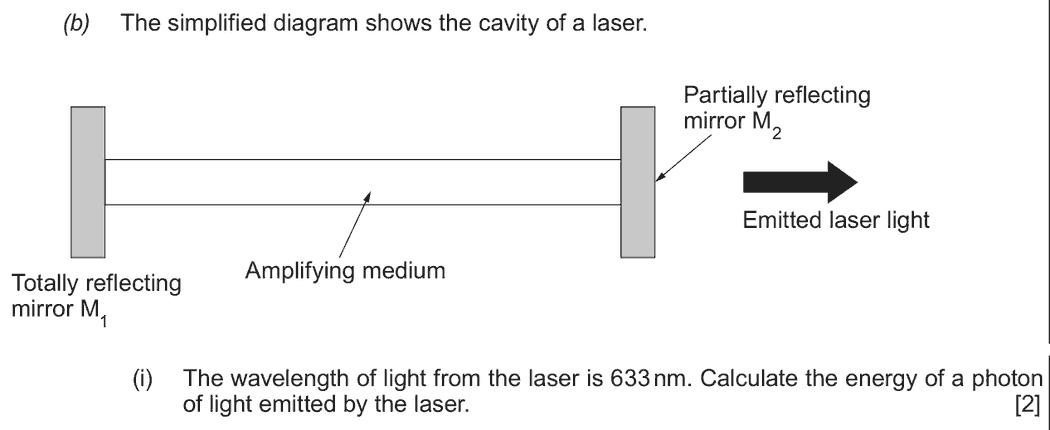 (b) The simplified diagram shows the cavity of a laser.
Partially reflecting
mirror M2
Emitted laser light
Amplifying medium
Totally reflecting
mirror M1
(i) The wavelength of light from the laser is 633 nm. Calculate the energy of a photon
of light emitted by the laser. [2]